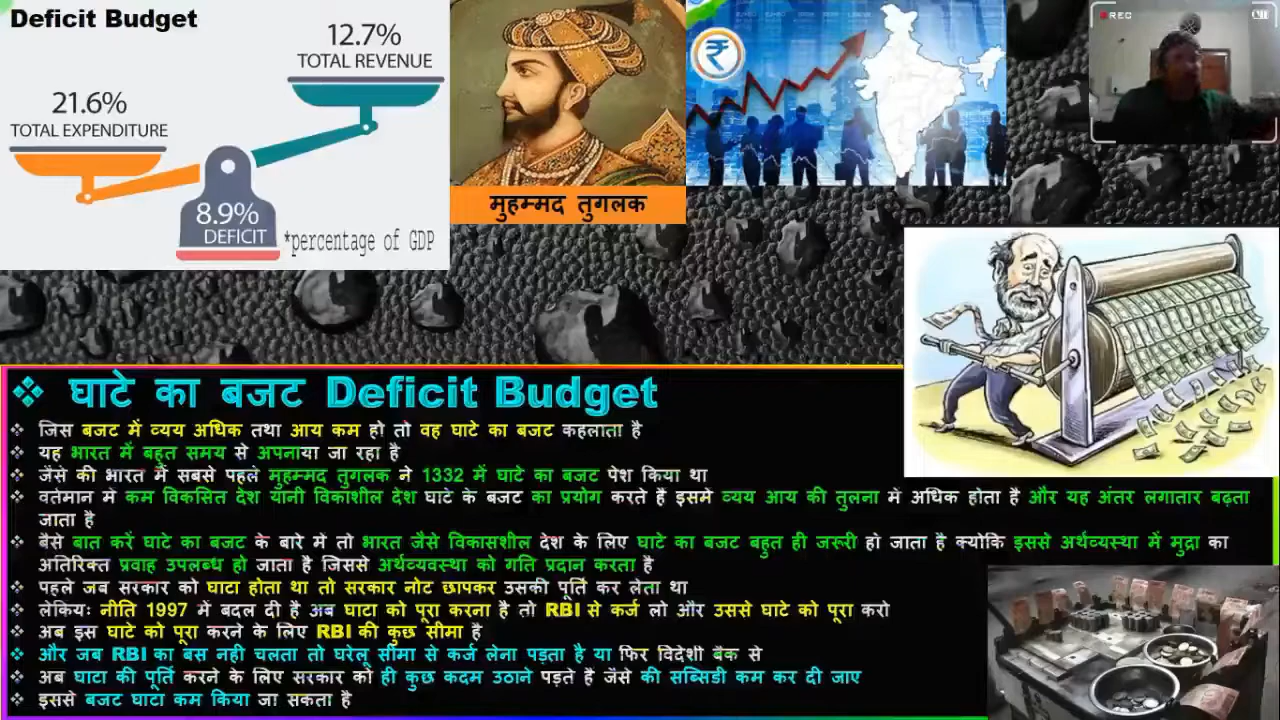 Deficit Budget
12.7%
TOTAL REVENUE
21.6%
TOTAL EXPENDITURE
8.9%
DEFICIT
*percentage of GDP
मुहम्मद तुगलक
₹
REC
❖ घाटे का बजट Deficit Budget
❖ जिस बजट में व्यय अधिक तथा आय कम हो तो वह घाटे का बजट कहलाता है
❖ यह भारत में बहुत समय से अपनाया जा रहा है
❖ जैसे की भारत में सबसे पहले मुहम्मद तुगलक ने 1332 में घाटे का बजट पेश किया था
❖ वर्तमान में कम विकसित देश यानी विकाशील देश घाटे के बजट का प्रयोग करते हैं इसमें व्यय आय की तुलना में अधिक होता है और यह अंतर लगातार बढ़ता
जाता है
❖ वैसे बात करें घाटे का बजट के बारे में तो भारत जैसे विकासशील देश के लिए घाटे का बजट बहुत ही जरूरी हो जाता है क्योकि इससे अर्थव्यस्था में मुद्रा का
अतिरिक्त प्रवाह उपलब्ध हो जाता है जिससे अर्थव्यवस्था को गति प्रदान करता है
❖ पहले जब सरकार को घाटा होता था तो सरकार नोट छापकर उसकी पूर्ति कर लेता था
❖ लेकियः नीति 1997 में बदल दी हैं अब घाटा को पूरा करना है तो RBI से कर्ज लो और उससे घाटे को पूरा करो
❖ अब इस घाटे को पूरा करने के लिए RBI की कुछ सीमा है
❖ और जब RBI का बस नही चलता तो घरेलू सीमा से कर्ज लेना पड़ता है या फिर विदेशी बैंक से
❖ अब घाटा की पूर्ति करने के लिए सरकार को ही कुछ कदम उठाने पड़ते हैं जैसे की सब्सिडी कम कर दी जाए
❖ इससे बजट घाटा कम किया जा सकता है